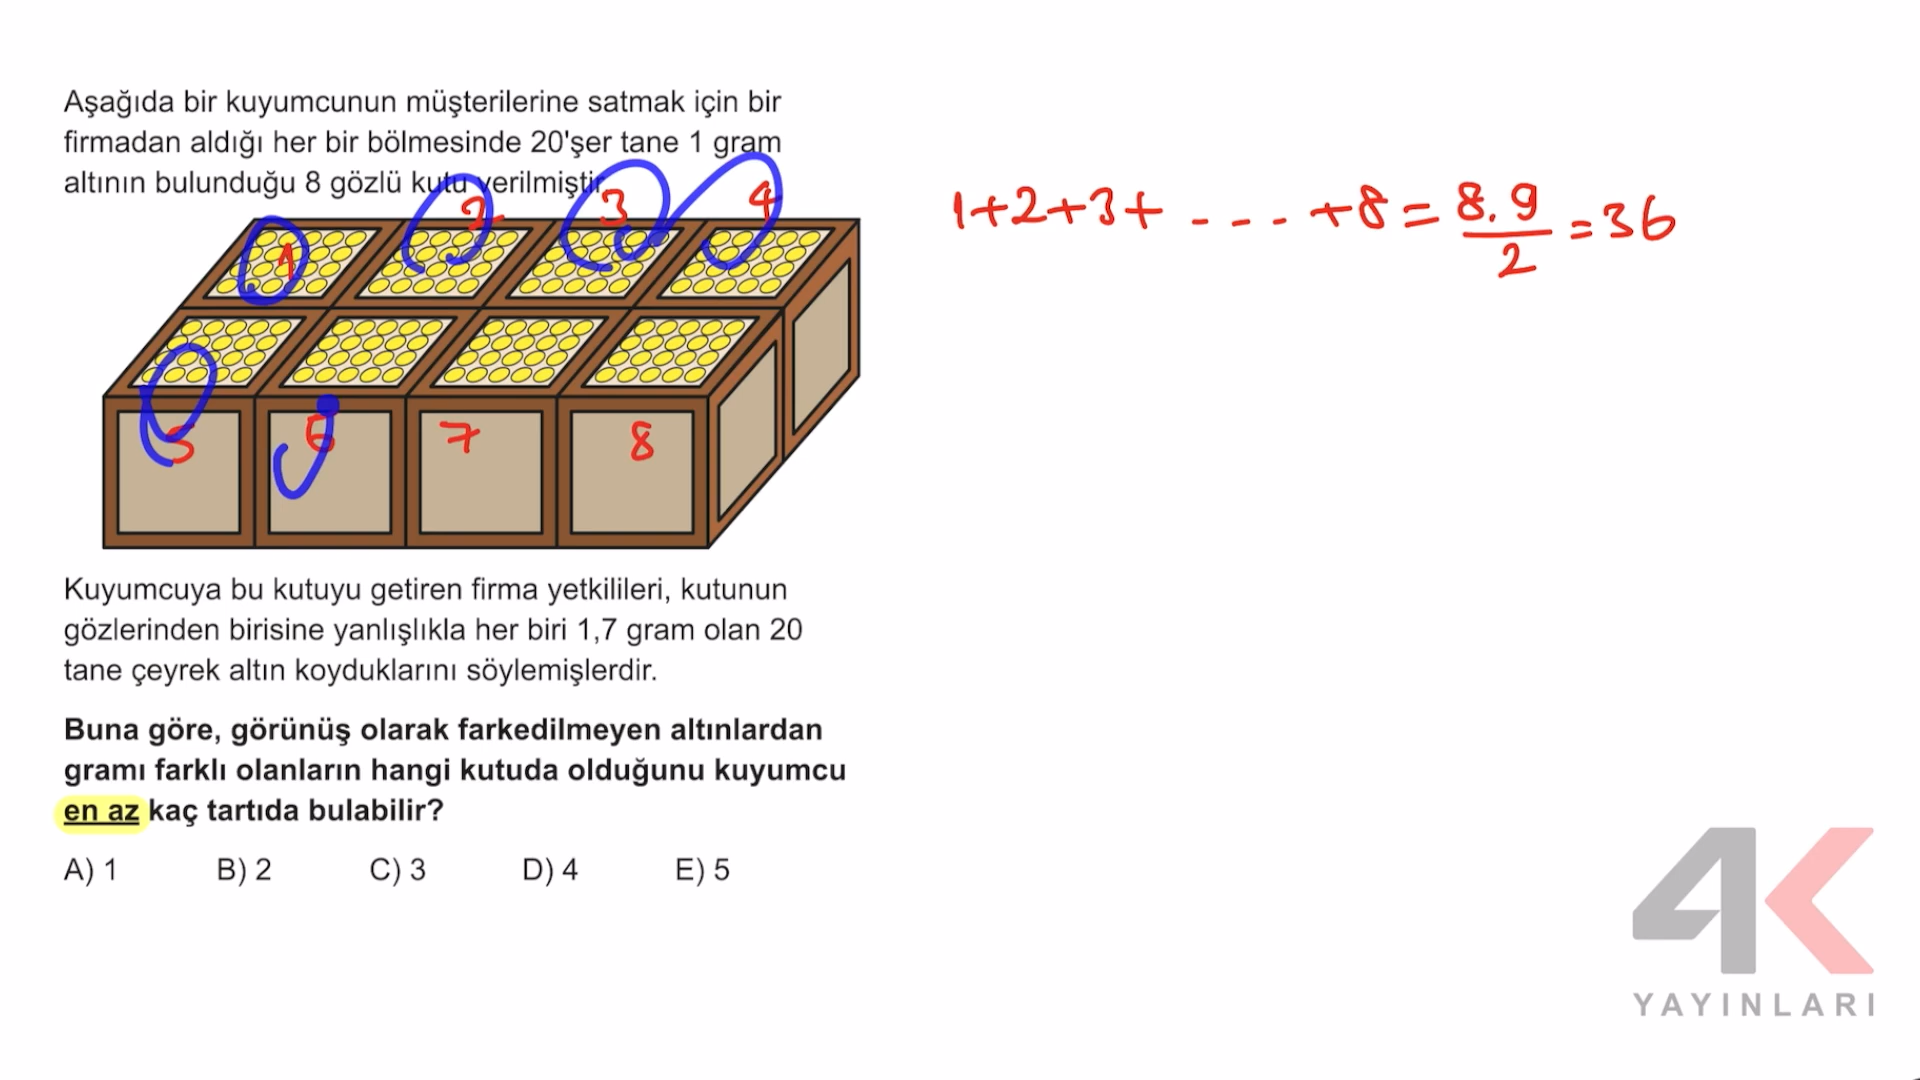 Aşağıda bir kuyumcunun müşterilerine satmak için bir
firmadan aldığı her bir bölmesinde 20'şer tane 1 gram
altının bulunduğu 8 gözlü kutu verilmiştir.
1 2 3 4
5 6 7 8
1+2+3+ - - - - +8 = 8.9/2 = 36
Kuyumcuya bu kutuyu getiren firma yetkilileri, kutunun
gözlerinden birisine yanlışlıkla her biri 1,7 gram olan 20
tane çeyrek altın koyduklarını söylemişlerdir.
Buna göre, görünüş olarak farkedilmeyen altınlardan
gramı farklı olanların hangi kutuda olduğunu kuyumcu
en az kaç tartıda bulabilir?
A) 1 B) 2 C) 3 D) 4 E) 5
4K
YAYINLARI